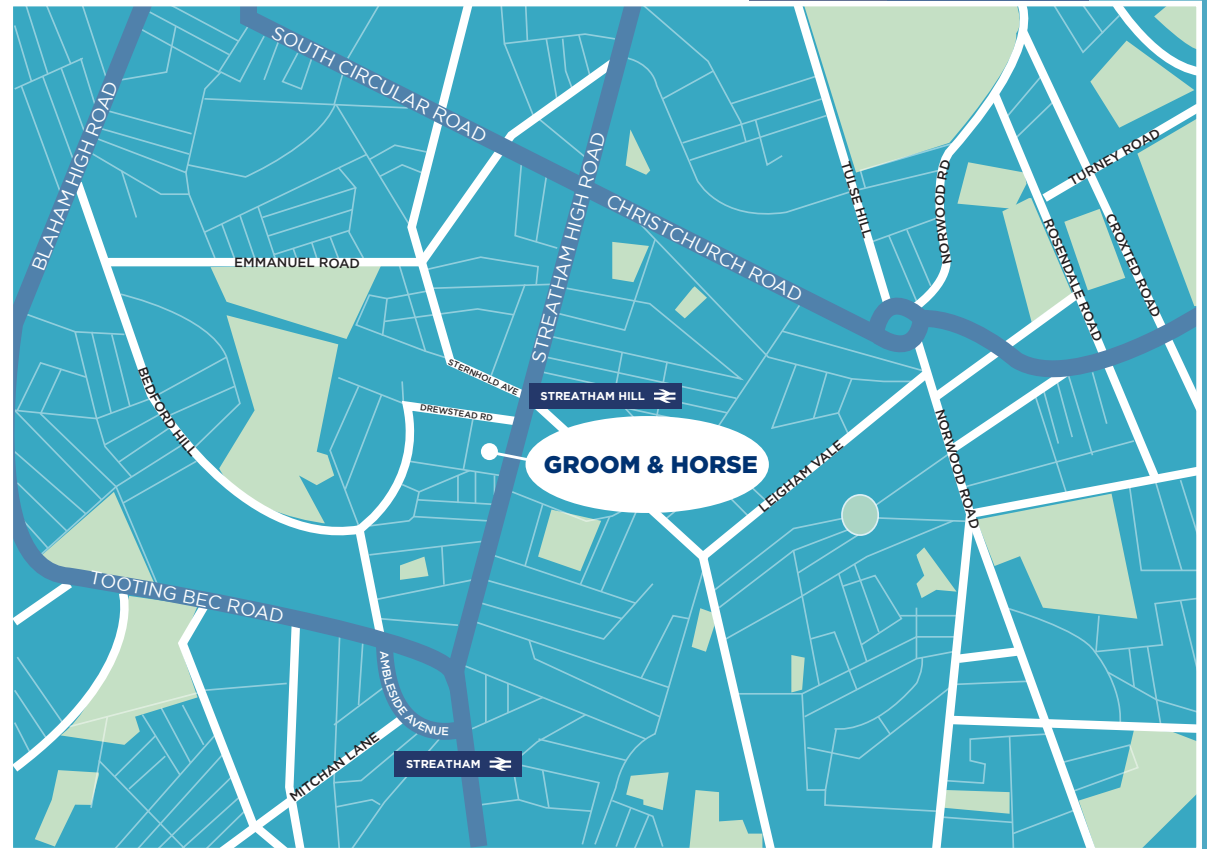 SOUTH CIRCULAR ROAD
BLAHAM HIGH ROAD
STREATHAM HIGH ROAD
CHRISTCHURCH ROAD
TULSE HILL
NORWOOD RD
TURNEY ROAD
ROSENDALE ROAD
CROXTED ROAD
EMMANUEL ROAD
BEDFORD HILL
STERNHOLD AVE
DREWSTEAD RD
STREATHAM HILL
GROOM & HORSE
LEIGHAM VALE
NORWOOD ROAD
TOOTING BEC ROAD
AMBLESIDE AVENUE
MITCHAN LANE
STREATHAM